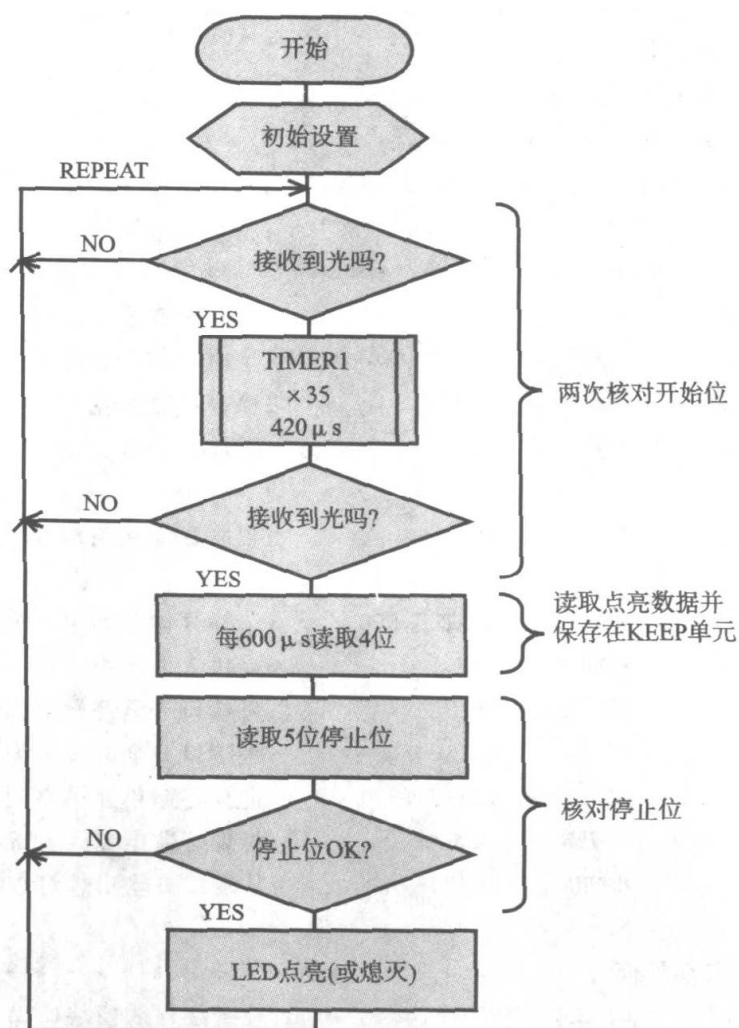 开始
初始设置
REPEAT
NO
接收到光吗?
YES
TIMER1
×35
420μs
两次核对开始位
NO
接收到光吗?
YES
每600μs读取4位
读取点亮数据并
保存在KEEP单元
读取5位停止位
核对停止位
NO
停止位OK?
YES
LED点亮(或熄灭)